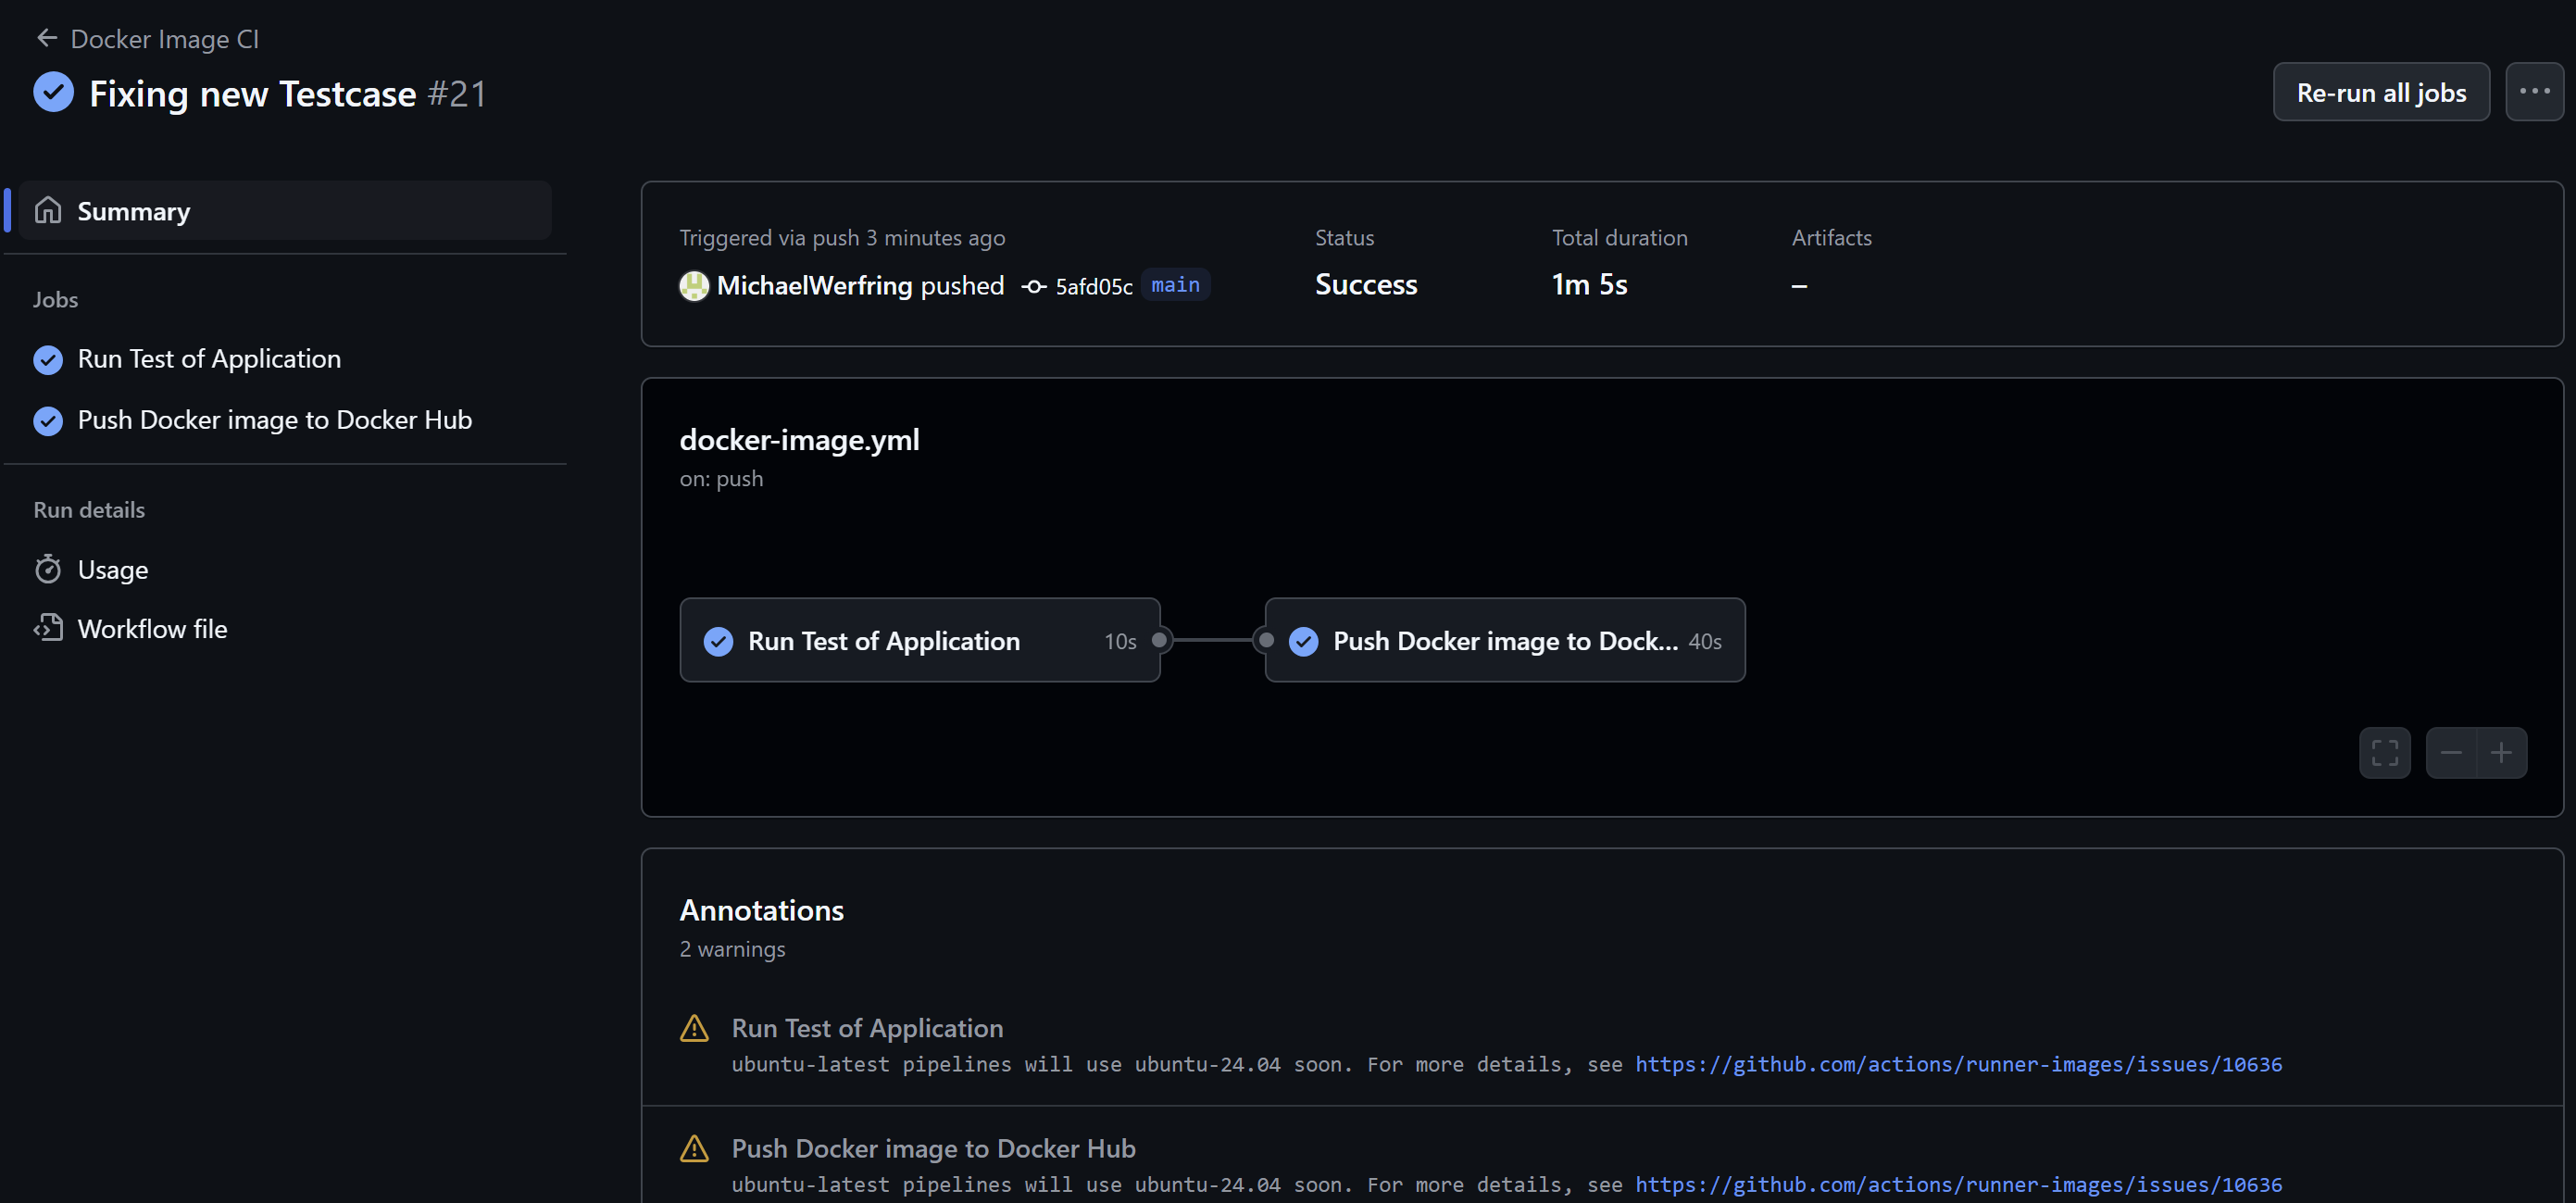 Docker Image CI
Fixing new Testcase #21
Re-run all jobs
Summary
Jobs
Run Test of Application
Push Docker image to Docker Hub
Run details
Usage
Workflow file
Triggered via push 3 minutes ago
MichaelWerfring pushed 5afd05c main
Status
Success
Total duration
1m 5s
Artifacts
–
docker-image.yml
on: push
Run Test of Application 10s
Push Docker image to Dock... 40s
Annotations
2 warnings
Run Test of Application
ubuntu-latest pipelines will use ubuntu-24.04 soon. For more details, see https://github.com/actions/runner-images/issues/10636
Push Docker image to Docker Hub
ubuntu-latest pipelines will use ubuntu-24.04 soon. For more details, see https://github.com/actions/runner-images/issues/10636